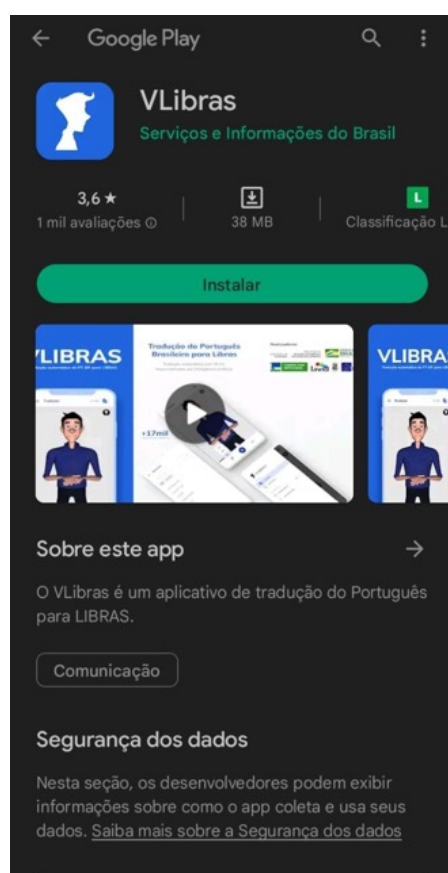 Google Play
VLibras
Serviços e Informações do Brasil
3,6 ★
1 mil avaliações
38 MB
L
Classificação L
Instalar
VLIBRAS
Tradução do Português
Brasileiro para Libras
+17mil
VLIBRAS
Sobre este app
O VLibras é um aplicativo de tradução do Português
para LIBRAS.
Comunicação
Segurança dos dados
Nesta seção, os desenvolvedores podem exibir
informações sobre como o app coleta e usa seus
dados. Saiba mais sobre a Segurança dos dados